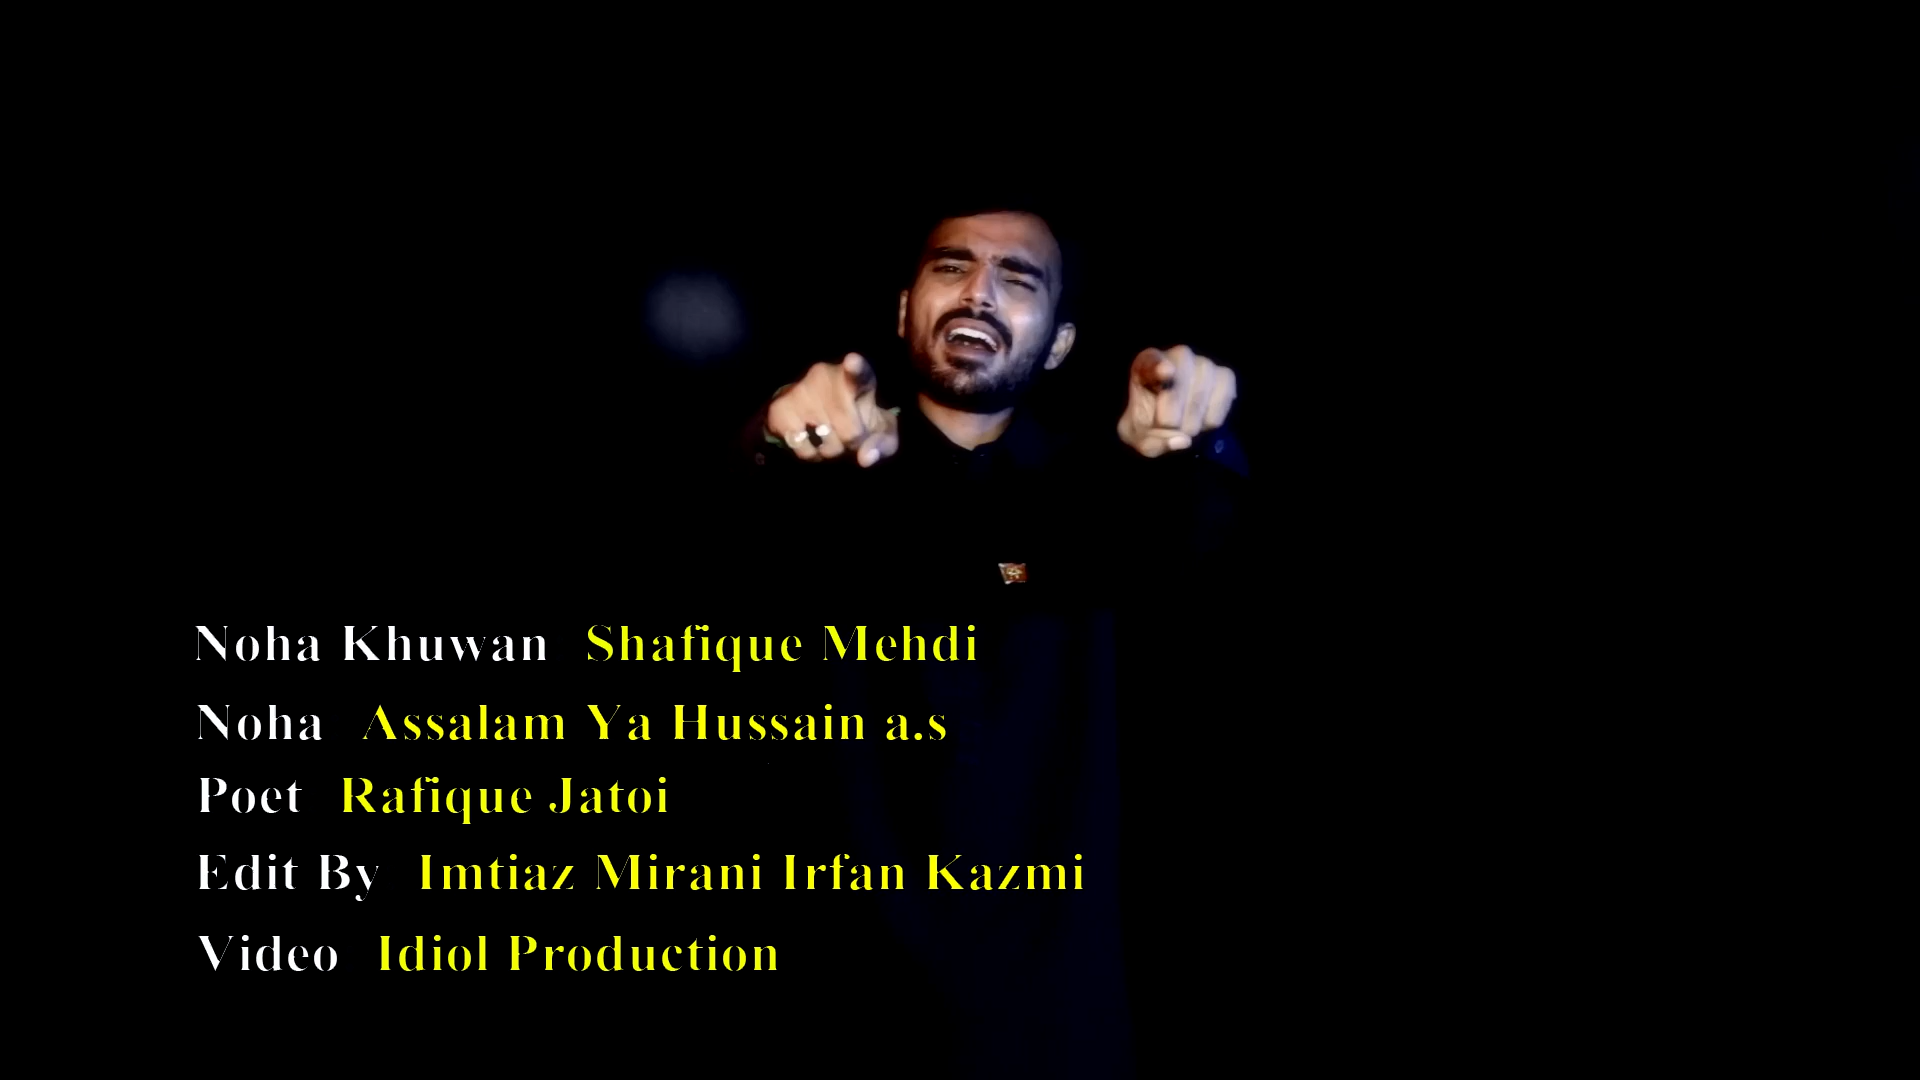 Noha Khuwan Shafique Mehdi
Noha Assalam Ya Hussain a.s
Poet Rafique Jatoi
Edit By Imtiaz Mirani Irfan Kazmi
Video Idiol Production